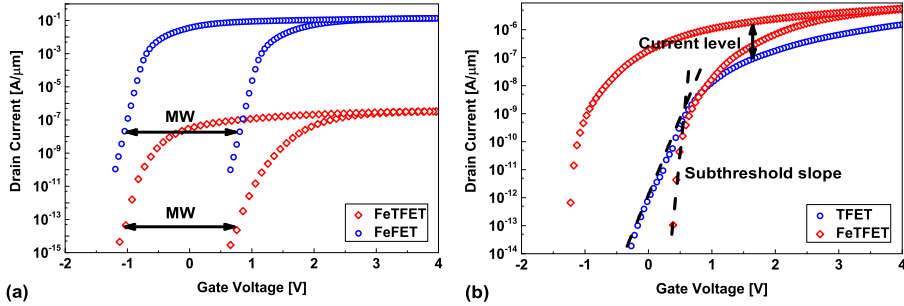 (a)
Drain Current [A/µm]
10^1
10^-1
10^-3
10^-5
10^-7
10^-9
10^-11
10^-13
10^-15
MW
MW
FeTFET
FeFET
-2 -1 0 1 2 3 4
Gate Voltage [V]
(b)
Drain Current [A/µm]
10^-6
10^-7
10^-8
10^-9
10^-10
10^-11
10^-12
10^-13
10^-14
Current level
Subthreshold slope
TFET
FeTFET
-2 -1 0 1 2 3 4
Gate Voltage [V]